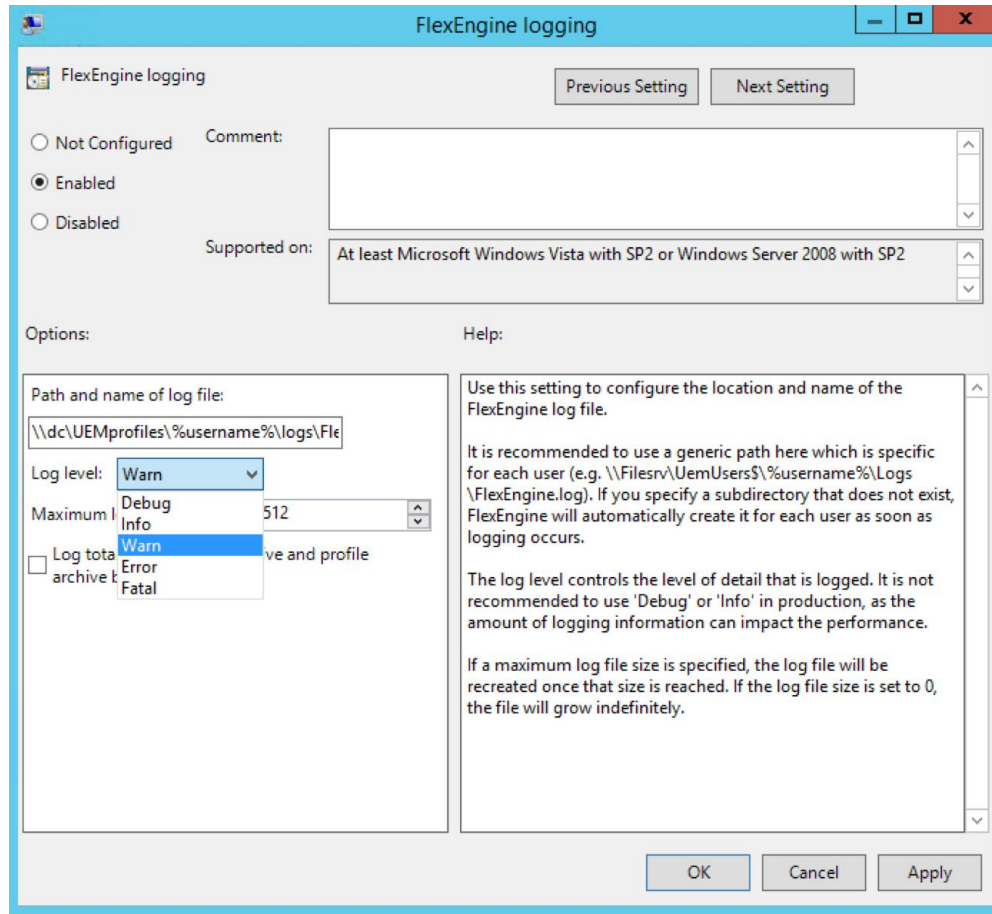 FlexEngine logging
FlexEngine logging
Previous Setting
Next Setting
Not Configured
Enabled
Disabled
Comment:
Supported on:
At least Microsoft Windows Vista with SP2 or Windows Server 2008 with SP2
Options:
Help:
Path and name of log file:
\\dc\UEMprofiles\%username%\logs\Fle
Log level: Warn
Debug
Info
Warn
Error
Fatal
Maximum 512
Log ve and profile
archive
Use this setting to configure the location and name of the
FlexEngine log file.
It is recommended to use a generic path here which is specific
for each user (e.g. \\Filesrv\UemUsers$\%username%\Logs
\FlexEngine.log). If you specify a subdirectory that does not exist,
FlexEngine will automatically create it for each user as soon as
logging occurs.
The log level controls the level of detail that is logged. It is not
recommended to use 'Debug' or 'Info' in production, as the
amount of logging information can impact the performance.
If a maximum log file size is specified, the log file will be
recreated once that size is reached. If the log file size is set to 0,
the file will grow indefinitely.
OK
Cancel
Apply